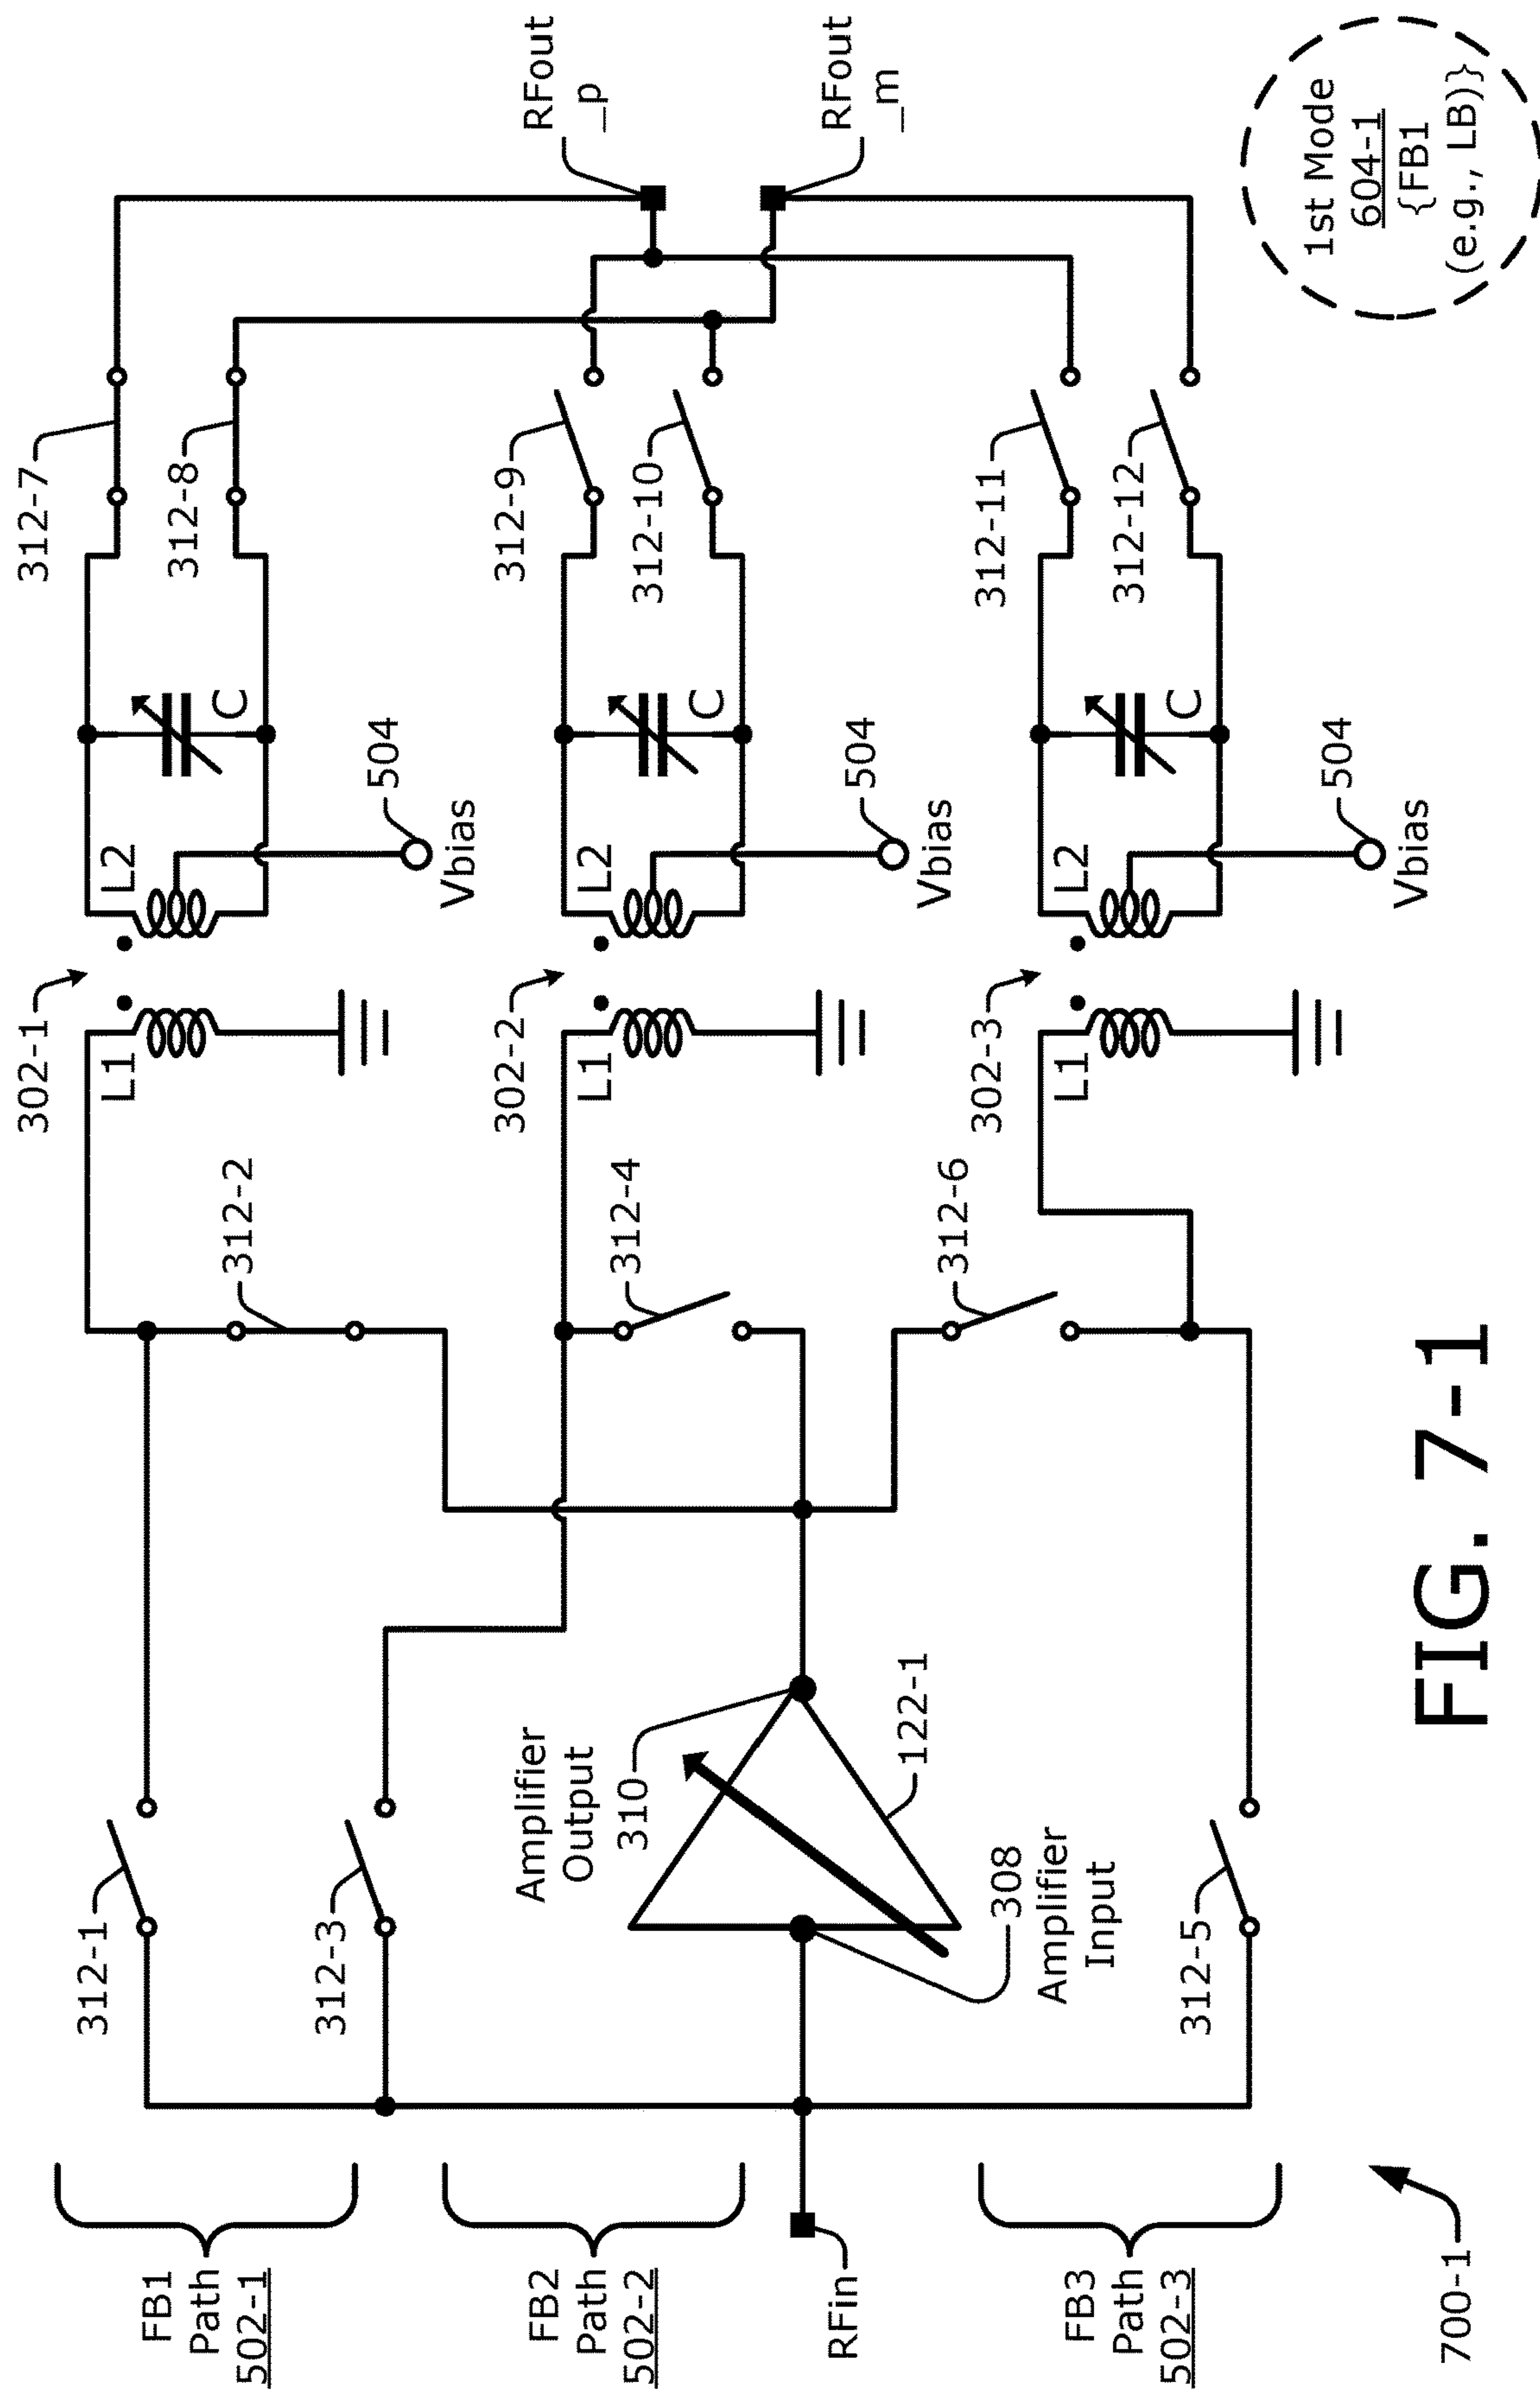 FB1
Path
502-1
FB2
Path
502-2
FB3
Path
502-3
RFin
700-1
312-1
312-3
312-5
Amplifier
Output
310
122-1
308
Amplifier
Input
312-2
312-4
312-6
302-1
L1
L2
302-2
L1
L2
302-3
L1
L2
504
Vbias
504
Vbias
504
Vbias
C
C
C
312-7
312-8
312-9
312-10
312-11
312-12
RFout
_p
RFout
_m
1st Mode
604-1
{FB1
(e.g., LB)}
FIG. 7-1